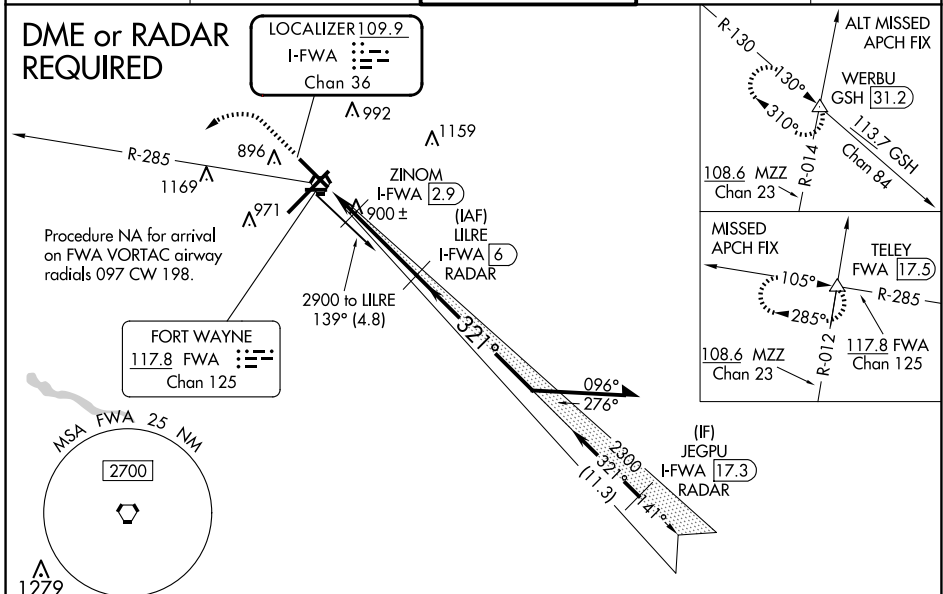 DME or RADAR
REQUIRED
LOCALIZER 109.9
I-FWA
Chan 36
992
1159
896
R-285
1169
971
ZINOM
I-FWA 2.9
900 ±
(IAF)
LILRE
I-FWA 6
RADAR
Procedure NA for arrival
on FWA VORTAC airway
radials 097 CW 198.
2900 to LILRE
139° (4.8)
321°
FORT WAYNE
117.8 FWA
Chan 125
096°
276°
2300
(11.3)
321°
141°
(IF)
JEGPU
I-FWA 17.3
RADAR
MSA FWA 25 NM
2700
1279
ALT MISSED
APCH FIX
R-130
130°
310°
WERBU
GSH 31.2
113.7 GSH
Chan 84
R-014
108.6 MZZ
Chan 23
MISSED
APCH FIX
TELEY
FWA 17.5
105°
285°
R-285
R-012
117.8 FWA
Chan 125
108.6 MZZ
Chan 23